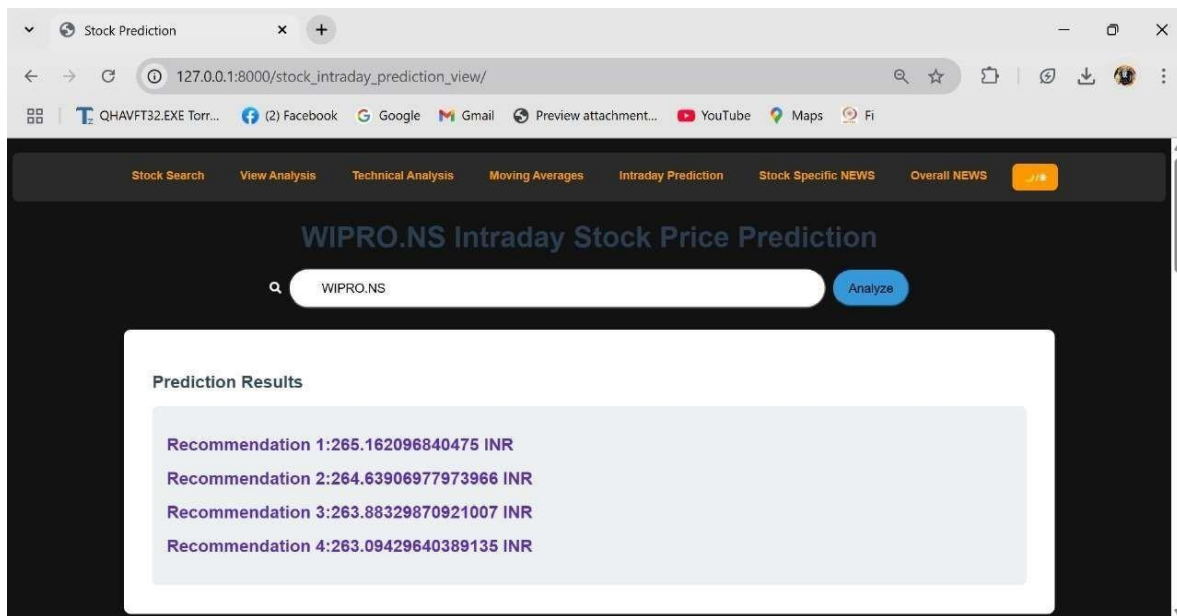 Stock Prediction
127.0.0.1:8000/stock_intraday_prediction_view/
QHAVFT32.EXE Torr... (2) Facebook Google Gmail Preview attachment... YouTube Maps Fi
Stock Search View Analysis Technical Analysis Moving Averages Intraday Prediction Stock Specific NEWS Overall NEWS
WIPRO.NS Intraday Stock Price Prediction
WIPRO.NS Analyze
Prediction Results
Recommendation 1:265.162096840475 INR
Recommendation 2:264.63906977973966 INR
Recommendation 3:263.88329870921007 INR
Recommendation 4:263.09429640389135 INR